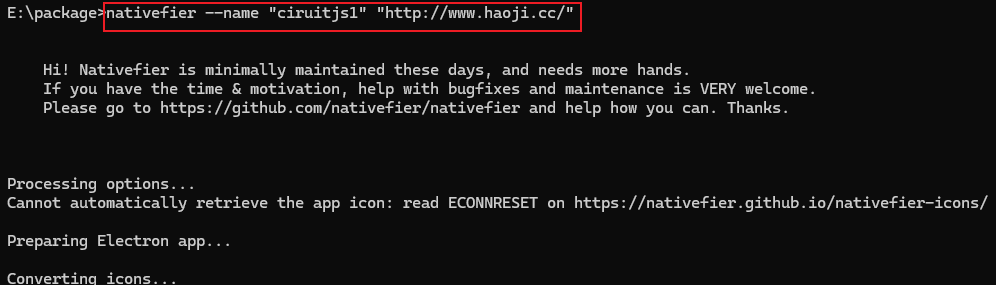 E:\package>nativefier --name "ciruitjs1" "http://www.haoji.cc/"
Hi! Nativefier is minimally maintained these days, and needs more hands.
If you have the time & motivation, help with bugfixes and maintenance is VERY welcome.
Please go to https://github.com/nativefier/nativefier and help how you can. Thanks.
Processing options...
Cannot automatically retrieve the app icon: read ECONNRESET on https://nativefier.github.io/nativefier-icons/
Preparing Electron app...
Converting icons...